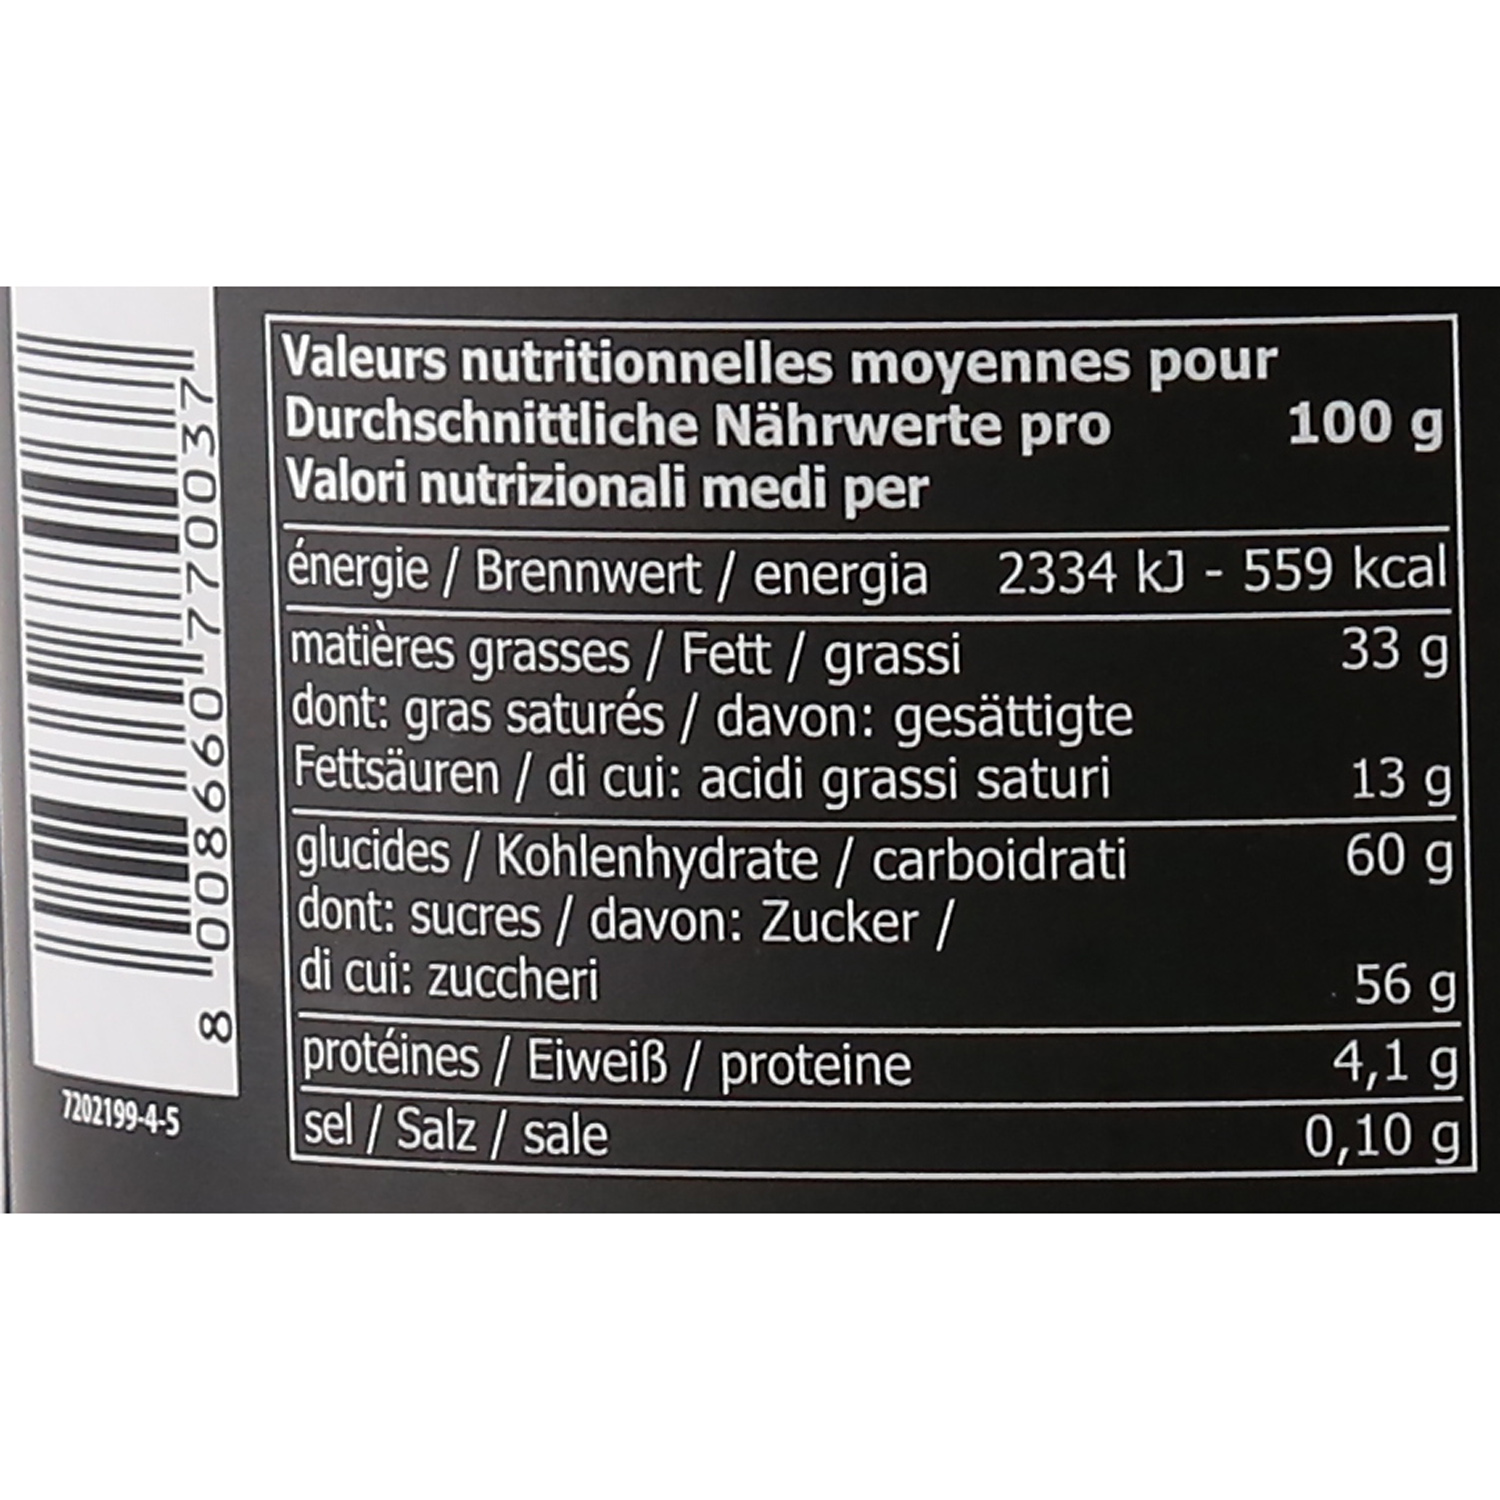 Valeurs nutritionnelles moyennes pour
Durchschnittliche Nährwerte pro 100 g
Valori nutrizionali medi per
énergie / Brennwert / energia 2334 kJ - 559 kcal
matières grasses / Fett / grassi 33 g
dont: gras saturés / davon: gesättigte
Fettsäuren / di cui: acidi grassi saturi 13 g
glucides / Kohlenhydrate / carboidrati 60 g
dont: sucres / davon: Zucker /
di cui: zuccheri 56 g
protéines / Eiweiß / proteine 4,1 g
sel / Salz / sale 0,10 g
8 008660 770037
7202199-4-5